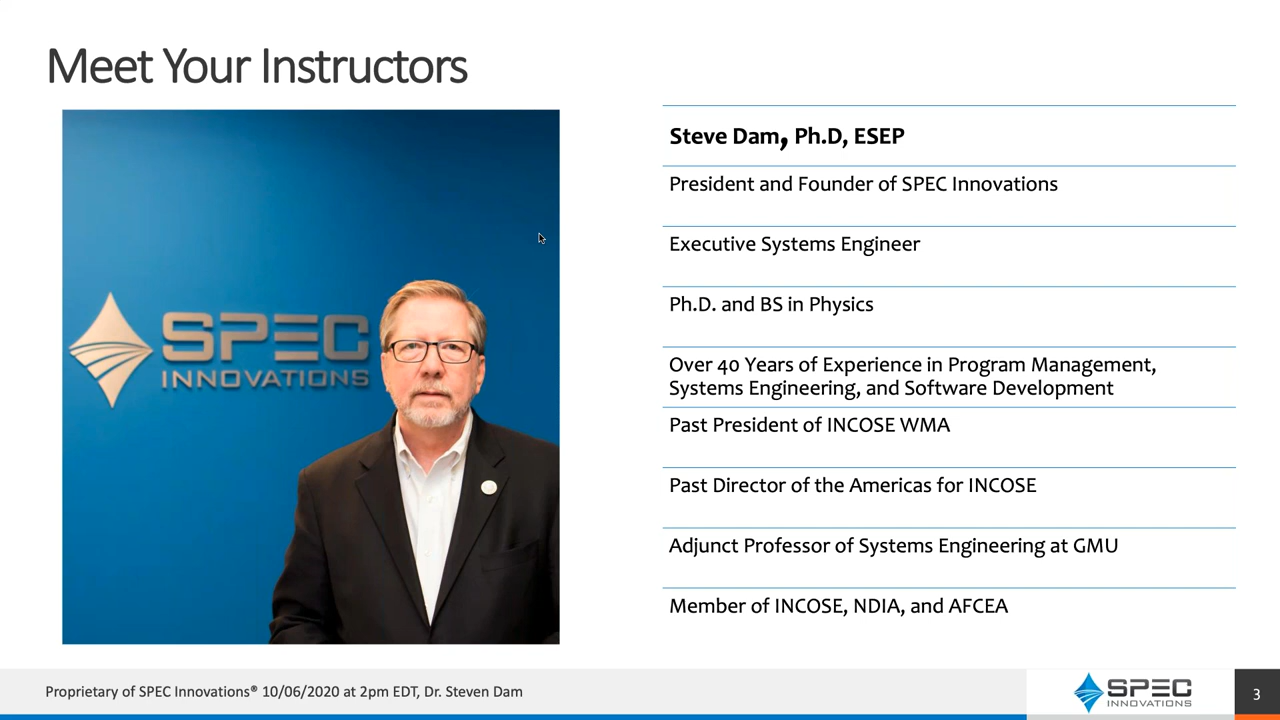 Meet Your Instructors
SPEC
INNOVATIONS
Steve Dam, Ph.D, ESEP
President and Founder of SPEC Innovations
Executive Systems Engineer
Ph.D. and BS in Physics
Over 40 Years of Experience in Program Management,
Systems Engineering, and Software Development
Past President of INCOSE WMA
Past Director of the Americas for INCOSE
Adjunct Professor of Systems Engineering at GMU
Member of INCOSE, NDIA, and AFCEA
Proprietary of SPEC Innovations® 10/06/2020 at 2pm EDT, Dr. Steven Dam
SPEC
INNOVATIONS
3